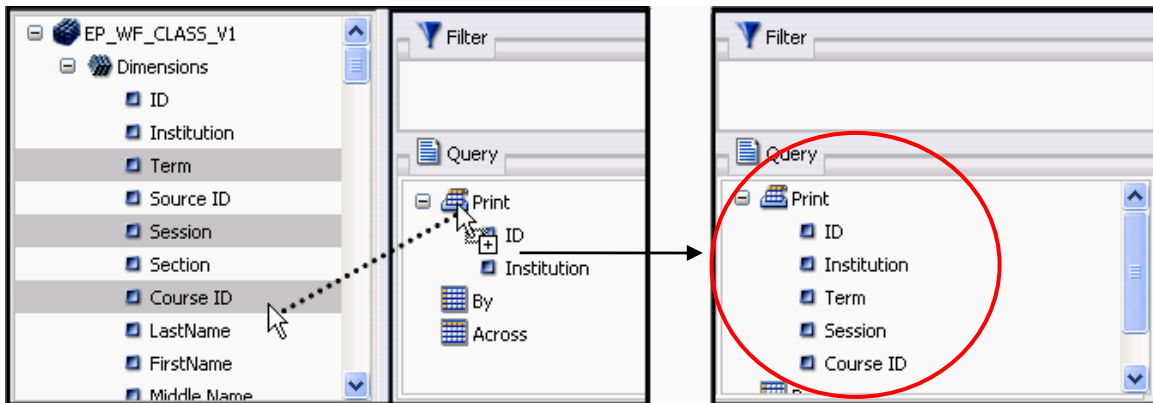 EP_WF_CLASS_V1
Dimensions
ID
Institution
Term
Source ID
Session
Section
Course ID
LastName
FirstName
Middle Name
Filter
Query
Print
ID
Institution
By
Across
Filter
Query
Print
ID
Institution
Term
Session
Course ID